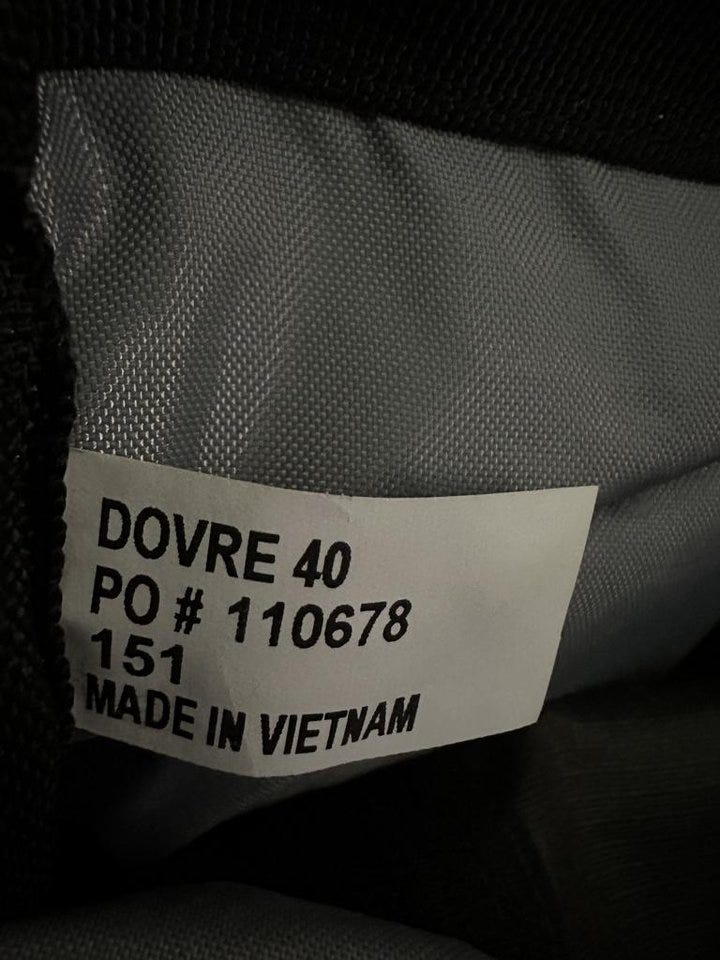 DOVRE 40
PO # 110678
151
MADE IN VIETNAM